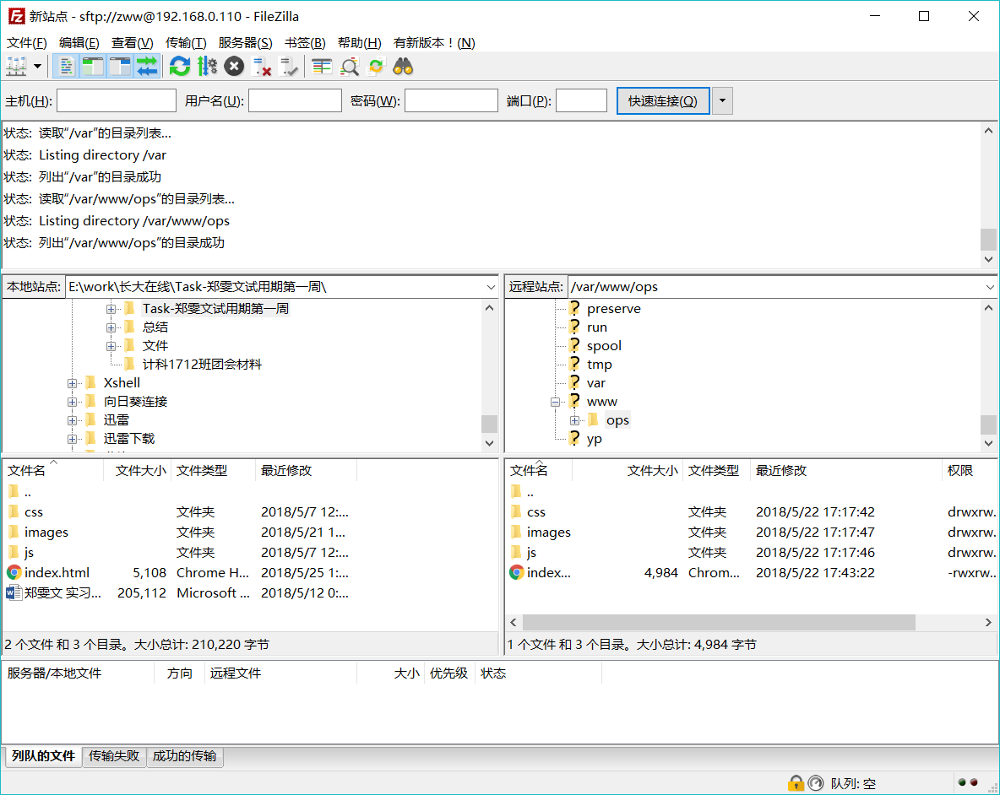 新站点 - sftp://zww@192.168.0.110 - FileZilla
文件(F) 编辑(E) 查看(V) 传输(T) 服务器(S) 书签(B) 帮助(H) 有新版本！(N)
主机(H): 用户名(U): 密码(W): 端口(P): 快速连接(Q)
状态: 读取“/var”的目录列表...
状态: Listing directory /var
状态: 列出“/var”的目录成功
状态: 读取“/var/www/ops”的目录列表...
状态: Listing directory /var/www/ops
状态: 列出“/var/www/ops”的目录成功
本地站点: E:\work\长大在线\Task-郑雯文试用期第一周\
Task-郑雯文试用期第一周
总结
文件
计科1712班团会材料
Xshell
向日葵连接
迅雷
迅雷下载
远程站点: /var/www/ops
preserve
run
spool
tmp
var
www
ops
yp
文件名 文件大小 文件类型 最近修改
..
css 文件夹 2018/5/7 12:...
images 文件夹 2018/5/21 1...
js 文件夹 2018/5/7 12:...
index.html 5,108 Chrome H... 2018/5/25 1:...
郑雯文 实习... 205,112 Microsoft ... 2018/5/12 0:...
2 个文件 和 3 个目录。大小总计: 210,220 字节
文件名 文件大小 文件类型 最近修改 权限
..
css 文件夹 2018/5/22 17:17:42 drwxrw.
images 文件夹 2018/5/22 17:17:47 drwxrw.
js 文件夹 2018/5/22 17:17:46 drwxrw.
index... 4,984 Chrom... 2018/5/22 17:43:22 -rwxrw..
1 个文件 和 3 个目录。大小总计: 4,984 字节
服务器/本地文件 方向 远程文件 大小 优先级 状态
列队的文件 传输失败 成功的传输
队列: 空